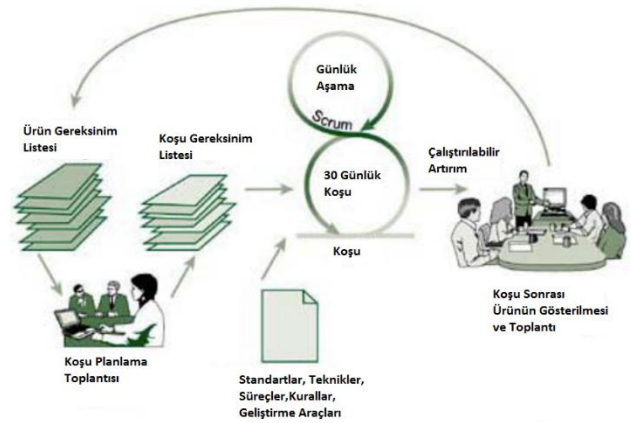 Günlük
Aşama
Scrum
Ürün Gereksinim
Listesi
Koşu Gereksinim
Listesi
30 Günlük
Koşu
Çalıştırılabilir
Artırım
Koşu
Koşu Planlama
Toplantısı
Standartlar, Teknikler,
Süreçler,Kurallar,
Geliştirme Araçları
Koşu Sonrası
Ürünün Gösterilmesi
ve Toplantı